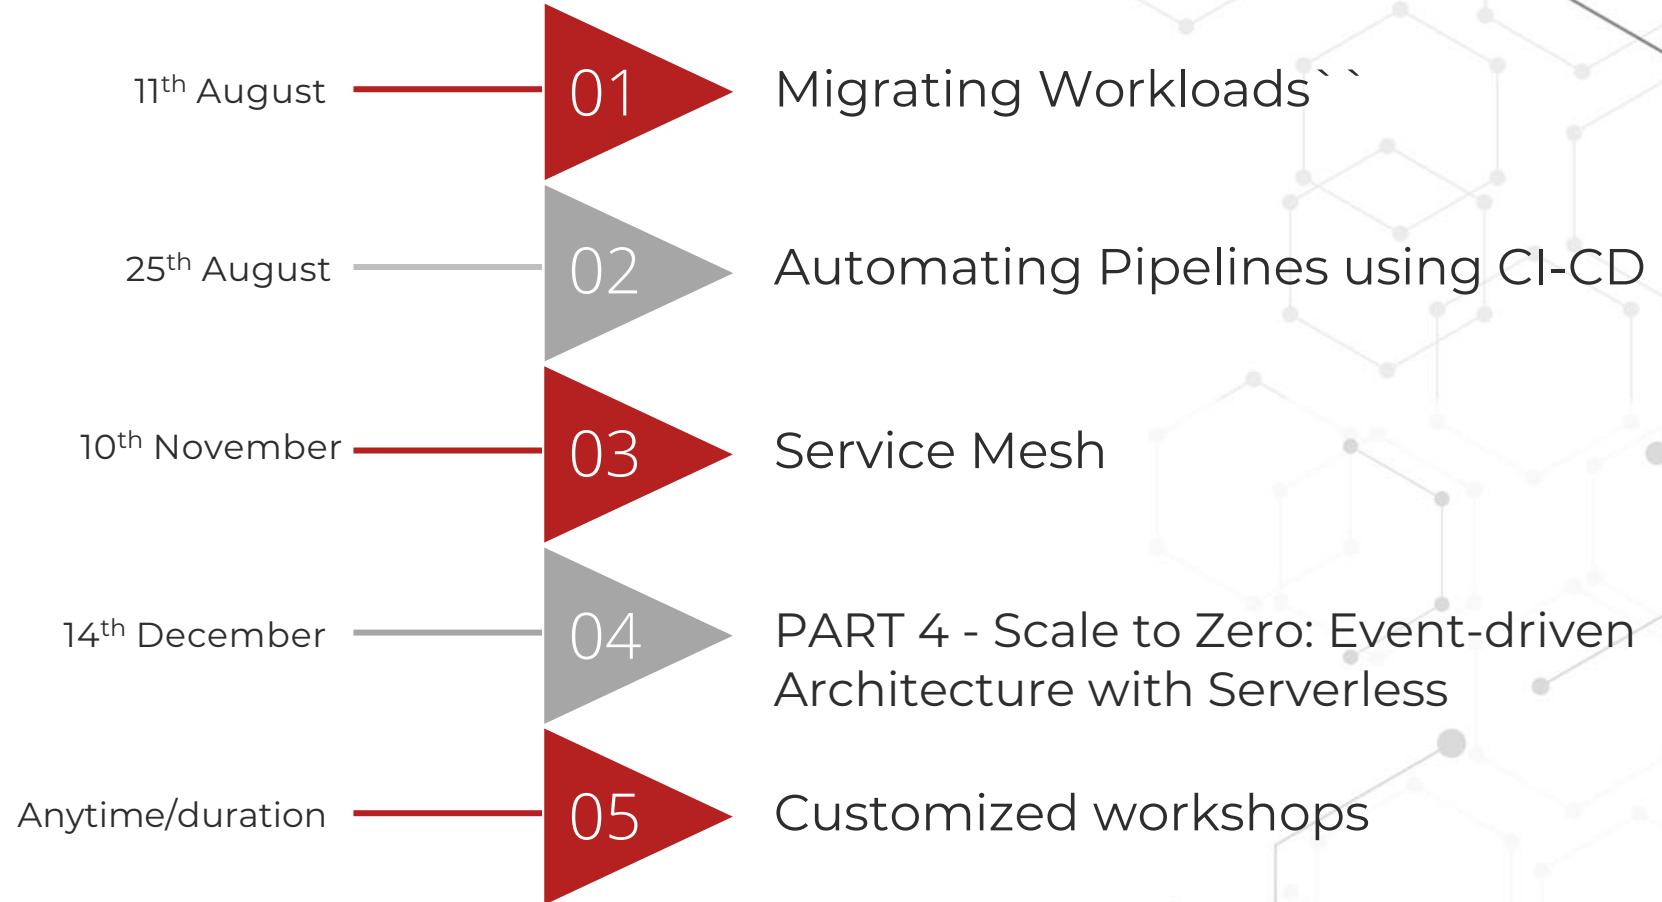 11th August
01
Migrating Workloads``
25th August
02
Automating Pipelines using CI-CD
10th November
03
Service Mesh
14th December
04
PART 4 - Scale to Zero: Event-driven
Architecture with Serverless
Anytime/duration
05
Customized workshops